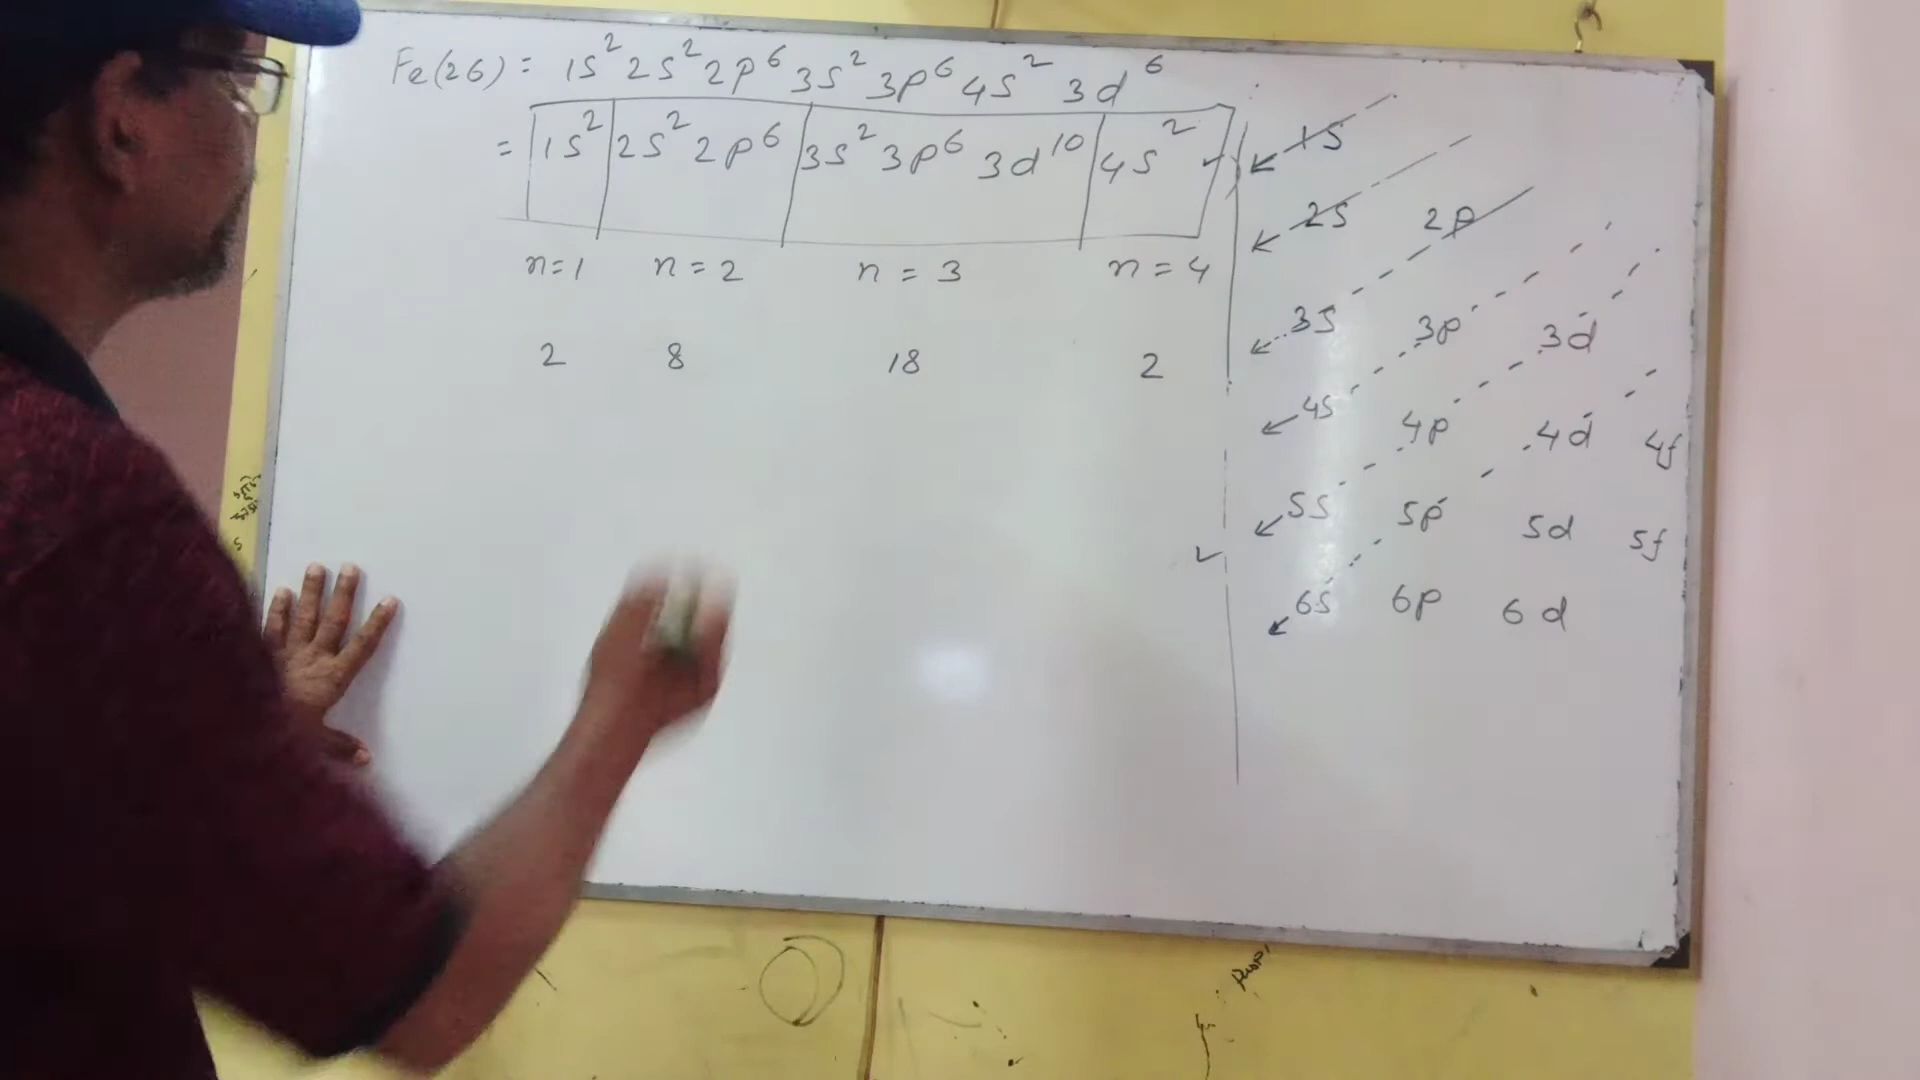 Fe(26) = 1s² 2s² 2p⁶ 3s² 3p⁶ 4s² 3d⁶
= 1s² 2s² 2p⁶ 3s² 3p⁶ 3d¹⁰ 4s²
n=1 n=2 n=3 n=4
2 8 18 2
1s
2s 2p
3s 3p 3d
4s 4p 4d 4f
5s 5p 5d 5f
6s 6p 6d